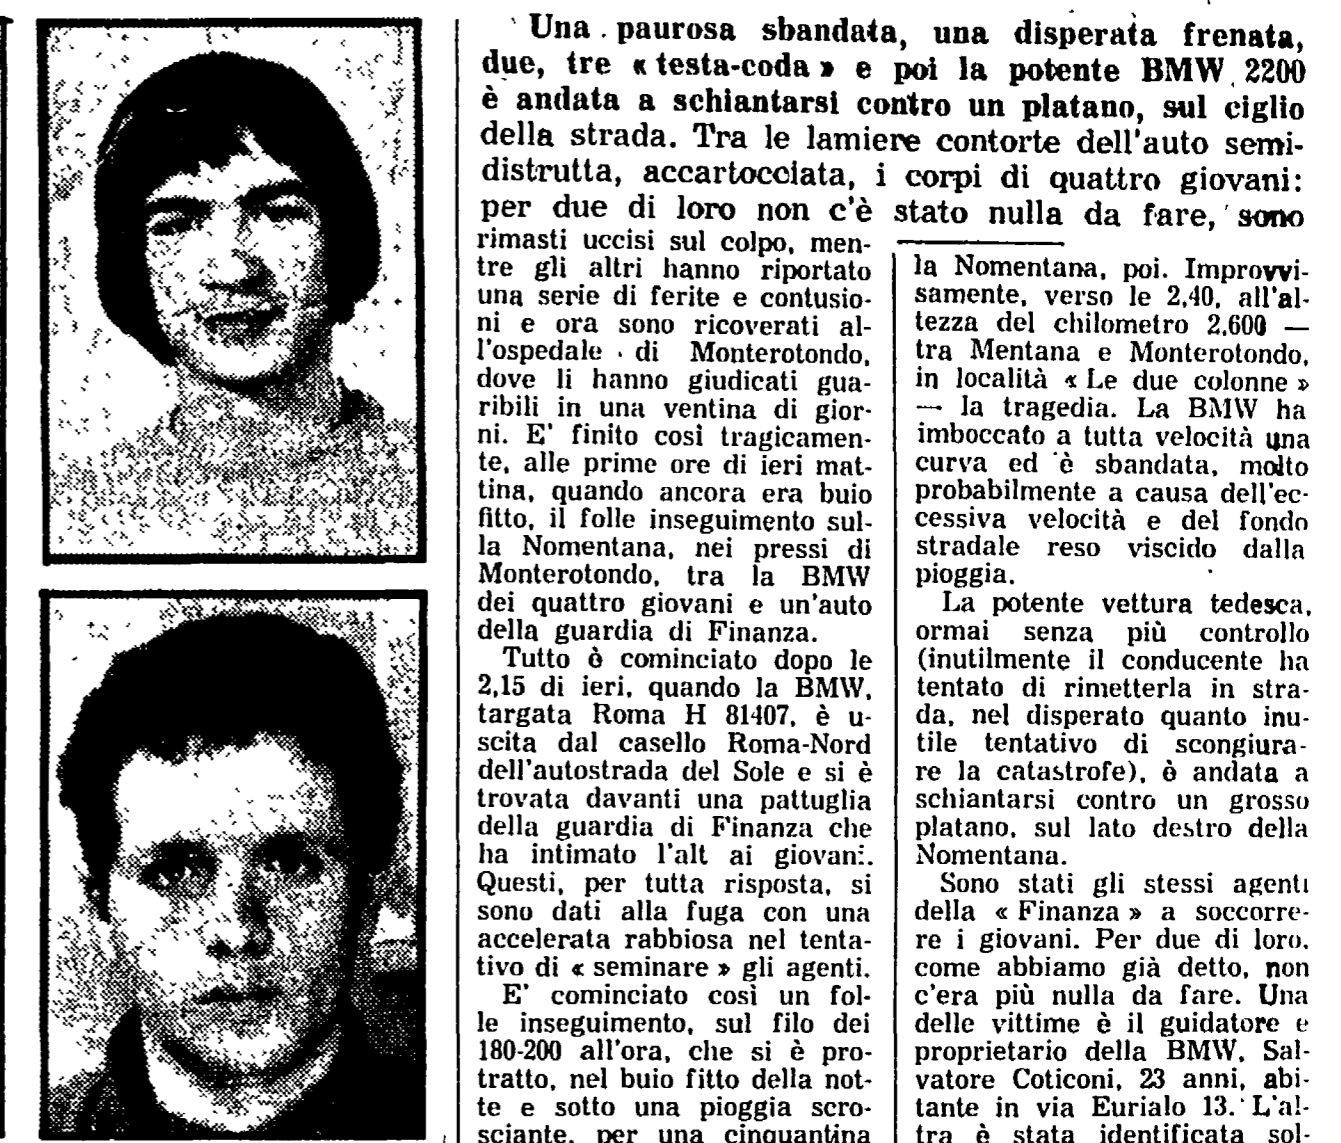 Una paurosa sbandata, una disperata frenata,
due, tre « testa-coda » e poi la potente BMW 2200
è andata a schiantarsi contro un platano, sul ciglio
della strada. Tra le lamiere contorte dell'auto semi-
distrutta, accartocciata, i corpi di quattro giovani:
per due di loro non c'è stato nulla da fare, sono
rimasti uccisi sul colpo, men-
tre gli altri hanno riportato
una serie di ferite e contusio-
ni e ora sono ricoverati al-
l'ospedale di Monterotondo,
dove li hanno giudicati gua-
ribili in una ventina di gior-
ni. E' finito così tragicamen-
te, alle prime ore di ieri mat-
tina, quando ancora era buio
fitto, il folle inseguimento sul-
la Nomentana, nei pressi di
Monterotondo, tra la BMW
dei quattro giovani e un'auto
della guardia di Finanza.
Tutto è cominciato dopo le
2,15 di ieri, quando la BMW,
targata Roma H 81407, è u-
scita dal casello Roma-Nord
dell'autostrada del Sole e si è
trovata davanti una pattuglia
della guardia di Finanza che
ha intimato l'alt ai giovani.
Questi, per tutta risposta, si
sono dati alla fuga con una
accelerata rabbiosa nel tenta-
tivo di « seminare » gli agenti.
E' cominciato così un fol-
le inseguimento, sul filo dei
180-200 all'ora, che si è pro-
tratto, nel buio fitto della not-
te e sotto una pioggia scro-
sciante, per una cinquantina
la Nomentana, poi. Improvvi-
samente, verso le 2,40, all'al-
tezza del chilometro 2,600 —
tra Mentana e Monterotondo,
in località « Le due colonne »
— la tragedia. La BMW ha
imboccato a tutta velocità una
curva ed è sbandata, molto
probabilmente a causa dell'ec-
cessiva velocità e del fondo
stradale reso viscido dalla
pioggia.
La potente vettura tedesca,
ormai senza più controllo
(inutilmente il conducente ha
tentato di rimetterla in stra-
da, nel disperato quanto inu-
tile tentativo di scongiura-
re la catastrofe), è andata a
schiantarsi contro un grosso
platano, sul lato destro della
Nomentana.
Sono stati gli stessi agenti
della « Finanza » a soccorre-
re i giovani. Per due di loro,
come abbiamo già detto, non
c'era più nulla da fare. Una
delle vittime è il guidatore e
proprietario della BMW, Sal-
vatore Coticoni, 23 anni, abi-
tante in via Eurialo 13. L'al-
tra è stata identificata sol-